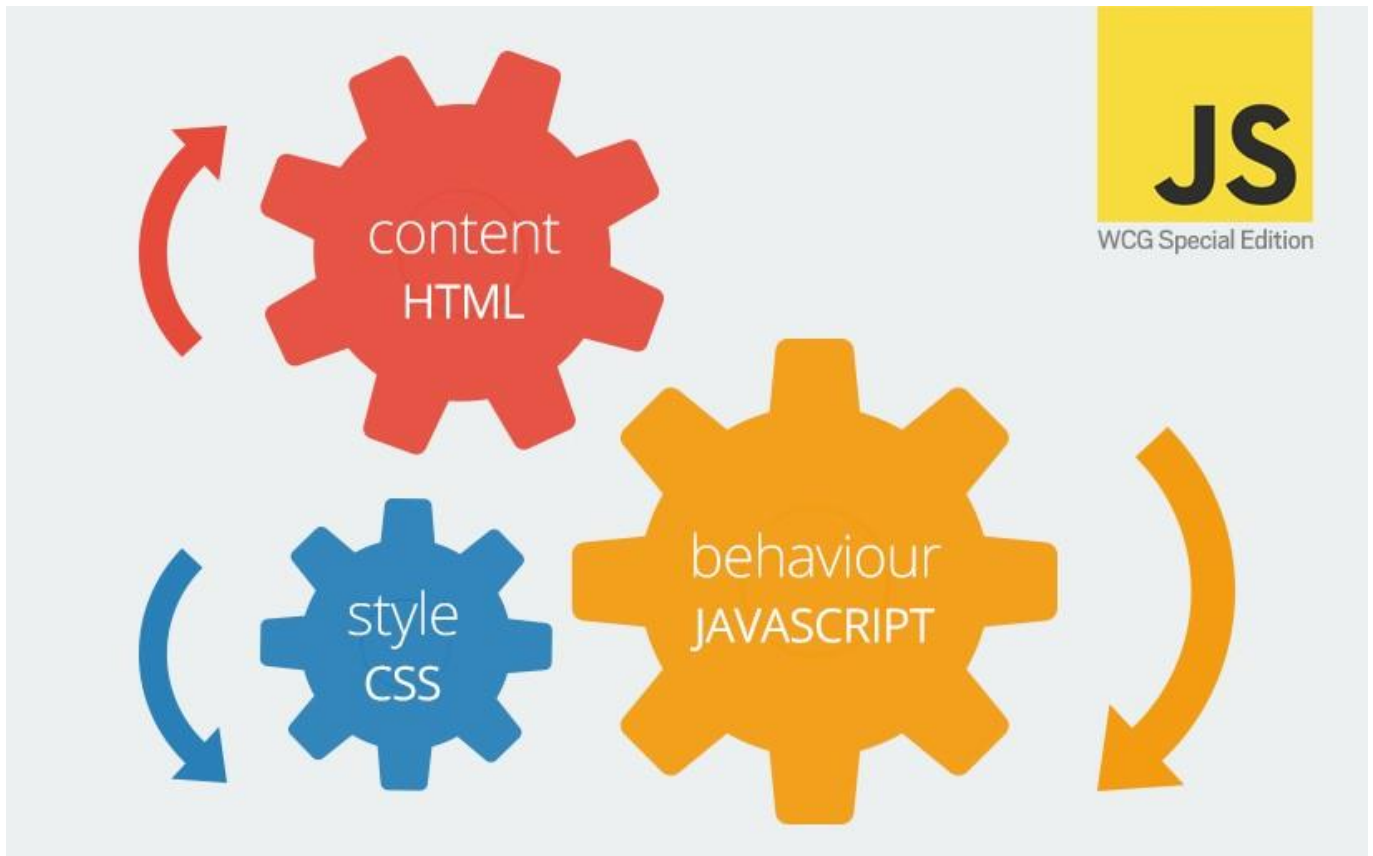 content
HTML
JS
WCG Special Edition
behaviour
JAVASCRIPT
style
CSS